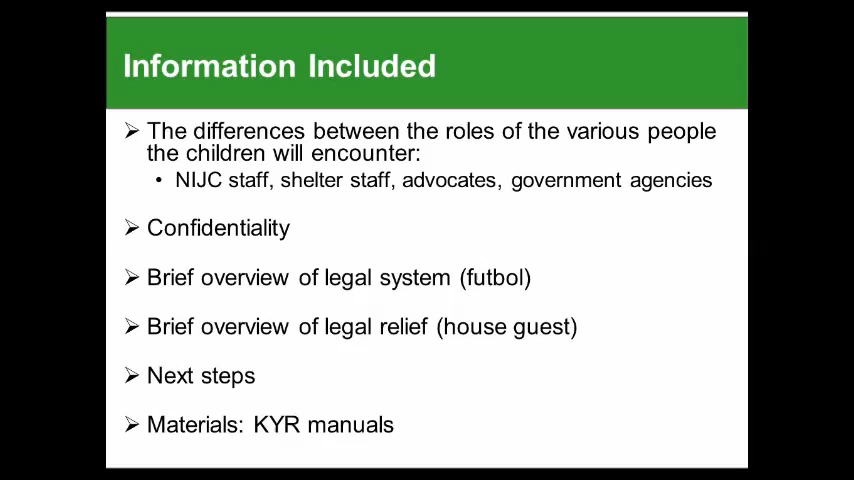 Information Included
➢ The differences between the roles of the various people
the children will encounter:
• NIJC staff, shelter staff, advocates, government agencies
➢ Confidentiality
➢ Brief overview of legal system (futbol)
➢ Brief overview of legal relief (house guest)
➢ Next steps
➢ Materials: KYR manuals